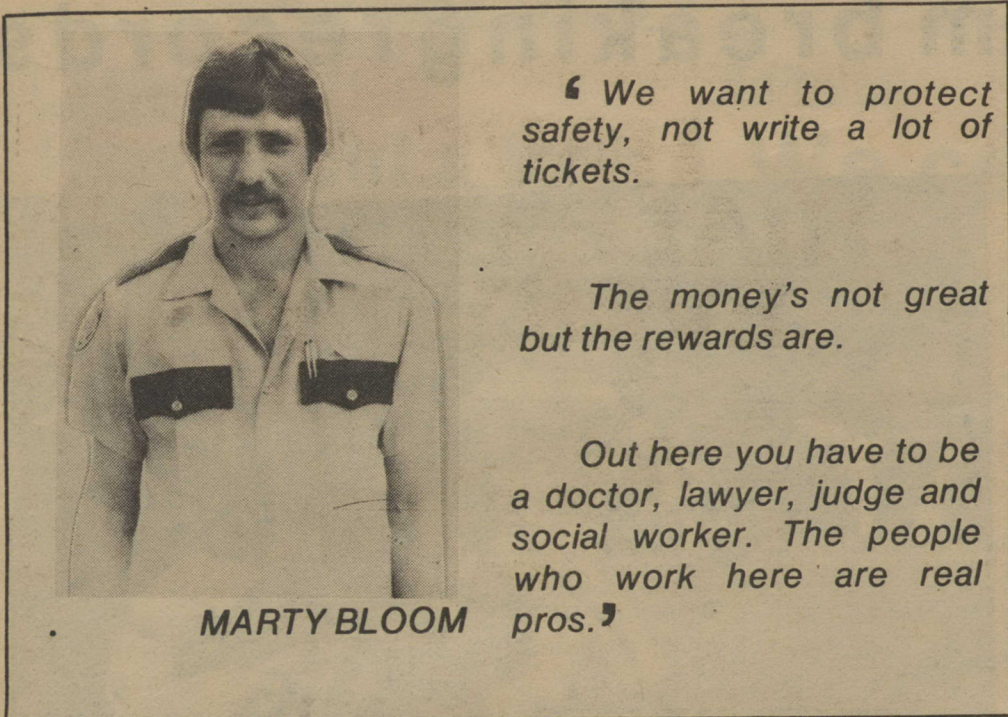 m breaking records
‘ We want to protect
safety, not write a lot of
tickets.
The money's not great
but the rewards are.
Out here you have to be
a doctor, lawyer, judge and
social worker. The people
who work here are real
pros.’
MARTY BLOOM